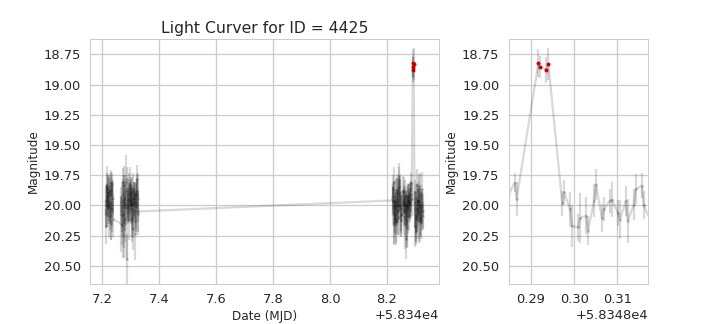 Light Curver for ID = 4425
Magnitude
18.75
19.00
19.25
19.50
19.75
20.00
20.25
20.50
7.2 7.4 7.6 7.8 8.0 8.2
Date (MJD)
+5.834e4
Magnitude
18.75
19.00
19.25
19.50
19.75
20.00
20.25
20.50
0.29 0.30 0.31
+5.8348e4